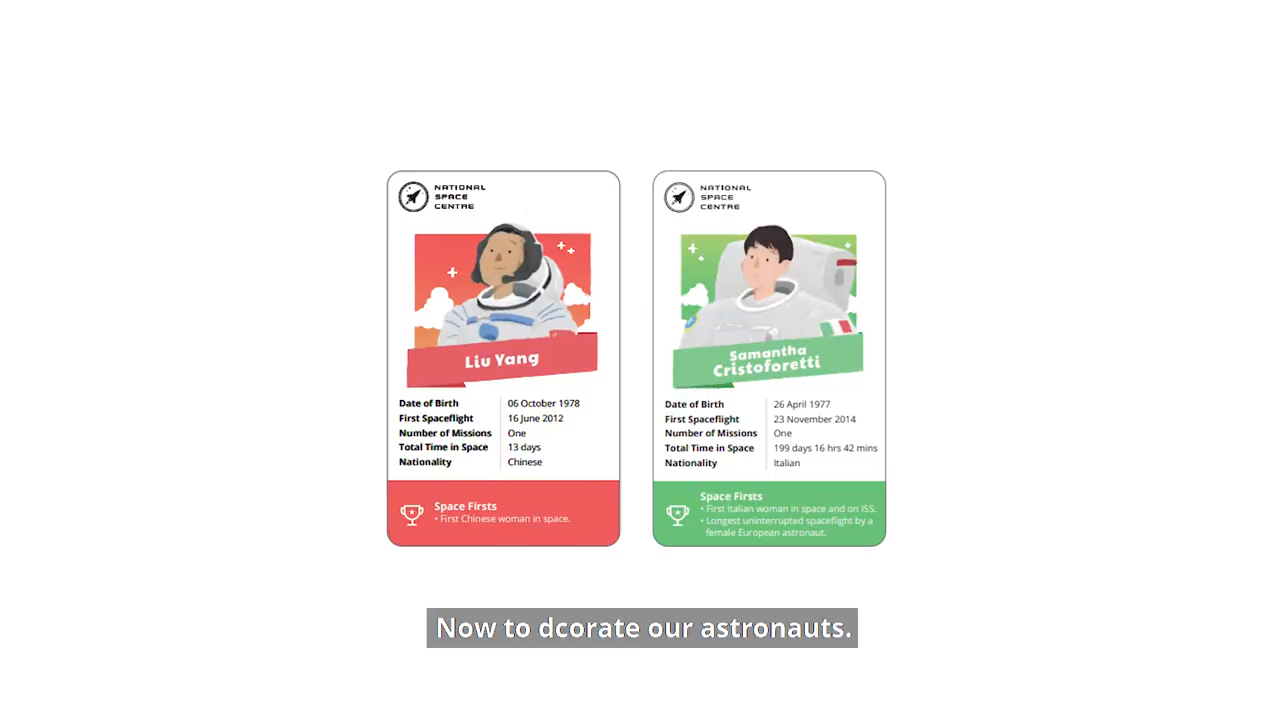 NATIONAL
SPACE
CENTRE
Liu Yang
Date of Birth 06 October 1978
First Spaceflight 16 June 2012
Number of Missions One
Total Time in Space 13 days
Nationality Chinese
Space Firsts
• First Chinese woman in space.
NATIONAL
SPACE
CENTRE
Samantha
Cristoforetti
Date of Birth 26 April 1977
First Spaceflight 23 November 2014
Number of Missions One
Total Time in Space 199 days 16 hrs 42 mins
Nationality Italian
Space Firsts
• First Italian woman in space and on ISS.
• Longest uninterrupted spaceflight by a
female European astronaut.
Now to dcorate our astronauts.